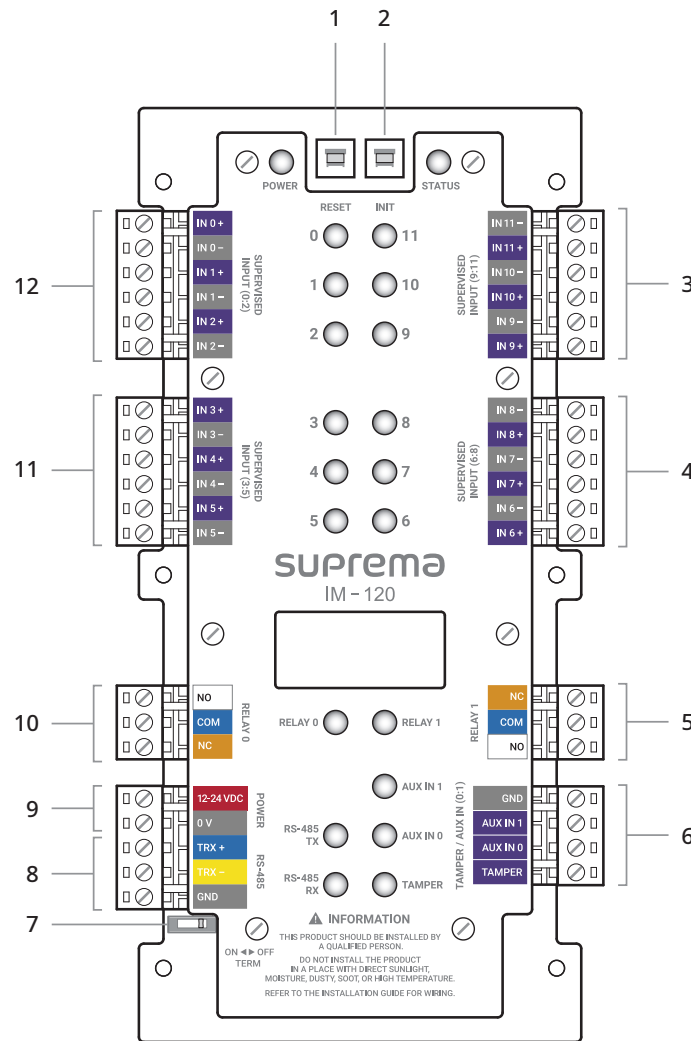 1 2
POWER STATUS
RESET INIT
12
IN 0 +
IN 0 −
IN 1 +
IN 1 −
IN 2 +
IN 2 −
SUPERVISED
INPUT (0:2)
0 11
1 10
2 9
SUPERVISED
INPUT (9:11)
IN 11 −
IN 11 +
IN 10 −
IN 10 +
IN 9 −
IN 9 +
3
11
IN 3 +
IN 3 −
IN 4 +
IN 4 −
IN 5 +
IN 5 −
SUPERVISED
INPUT (3:5)
3 8
4 7
5 6
SUPERVISED
INPUT (6:8)
IN 8 −
IN 8 +
IN 7 −
IN 7 +
IN 6 −
IN 6 +
4
suprema
IM – 120
10
NO
COM
NC
RELAY 0
RELAY 0 RELAY 1
RELAY 1
NC
COM
NO
5
9
12-24 VDC
0 V
POWER
8
TRX +
TRX −
GND
RS-485
AUX IN 1
RS-485
TX
AUX IN 0
RS-485
RX
TAMPER
TAMPER / AUX IN (0:1)
GND
AUX IN 1
AUX IN 0
TAMPER
6
7
ON ◄► OFF
TERM
⚠ INFORMATION
THIS PRODUCT SHOULD BE INSTALLED BY
A QUALIFIED PERSON.
DO NOT INSTALL THE PRODUCT
IN A PLACE WITH DIRECT SUNLIGHT,
MOISTURE, DUSTY, SOOT, OR HIGH TEMPERATURE.
REFER TO THE INSTALLATION GUIDE FOR WIRING.